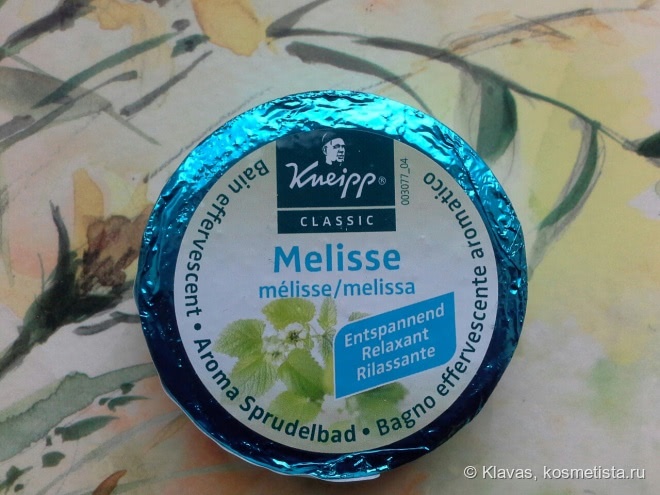 Kneipp®
CLASSIC
003077_04
Melisse
mélisse/melissa
Entspannend
Relaxant
Rilassante
Bain effervescent • Aroma Sprudelbad • Bagno effervescente aromatico
© Klavas, kosmetista.ru